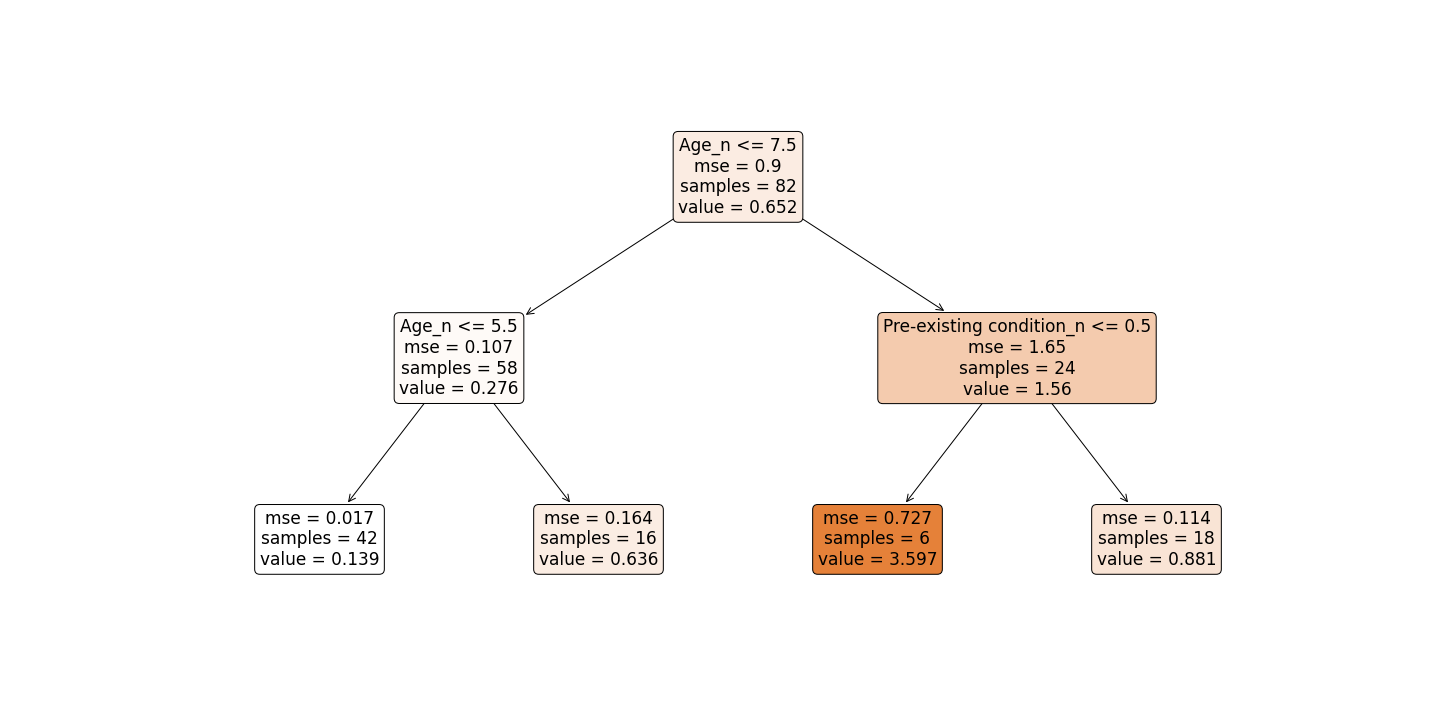 Age_n <= 7.5
mse = 0.9
samples = 82
value = 0.652
Age_n <= 5.5
mse = 0.107
samples = 58
value = 0.276
Pre-existing condition_n <= 0.5
mse = 1.65
samples = 24
value = 1.56
mse = 0.017
samples = 42
value = 0.139
mse = 0.164
samples = 16
value = 0.636
mse = 0.727
samples = 6
value = 3.597
mse = 0.114
samples = 18
value = 0.881